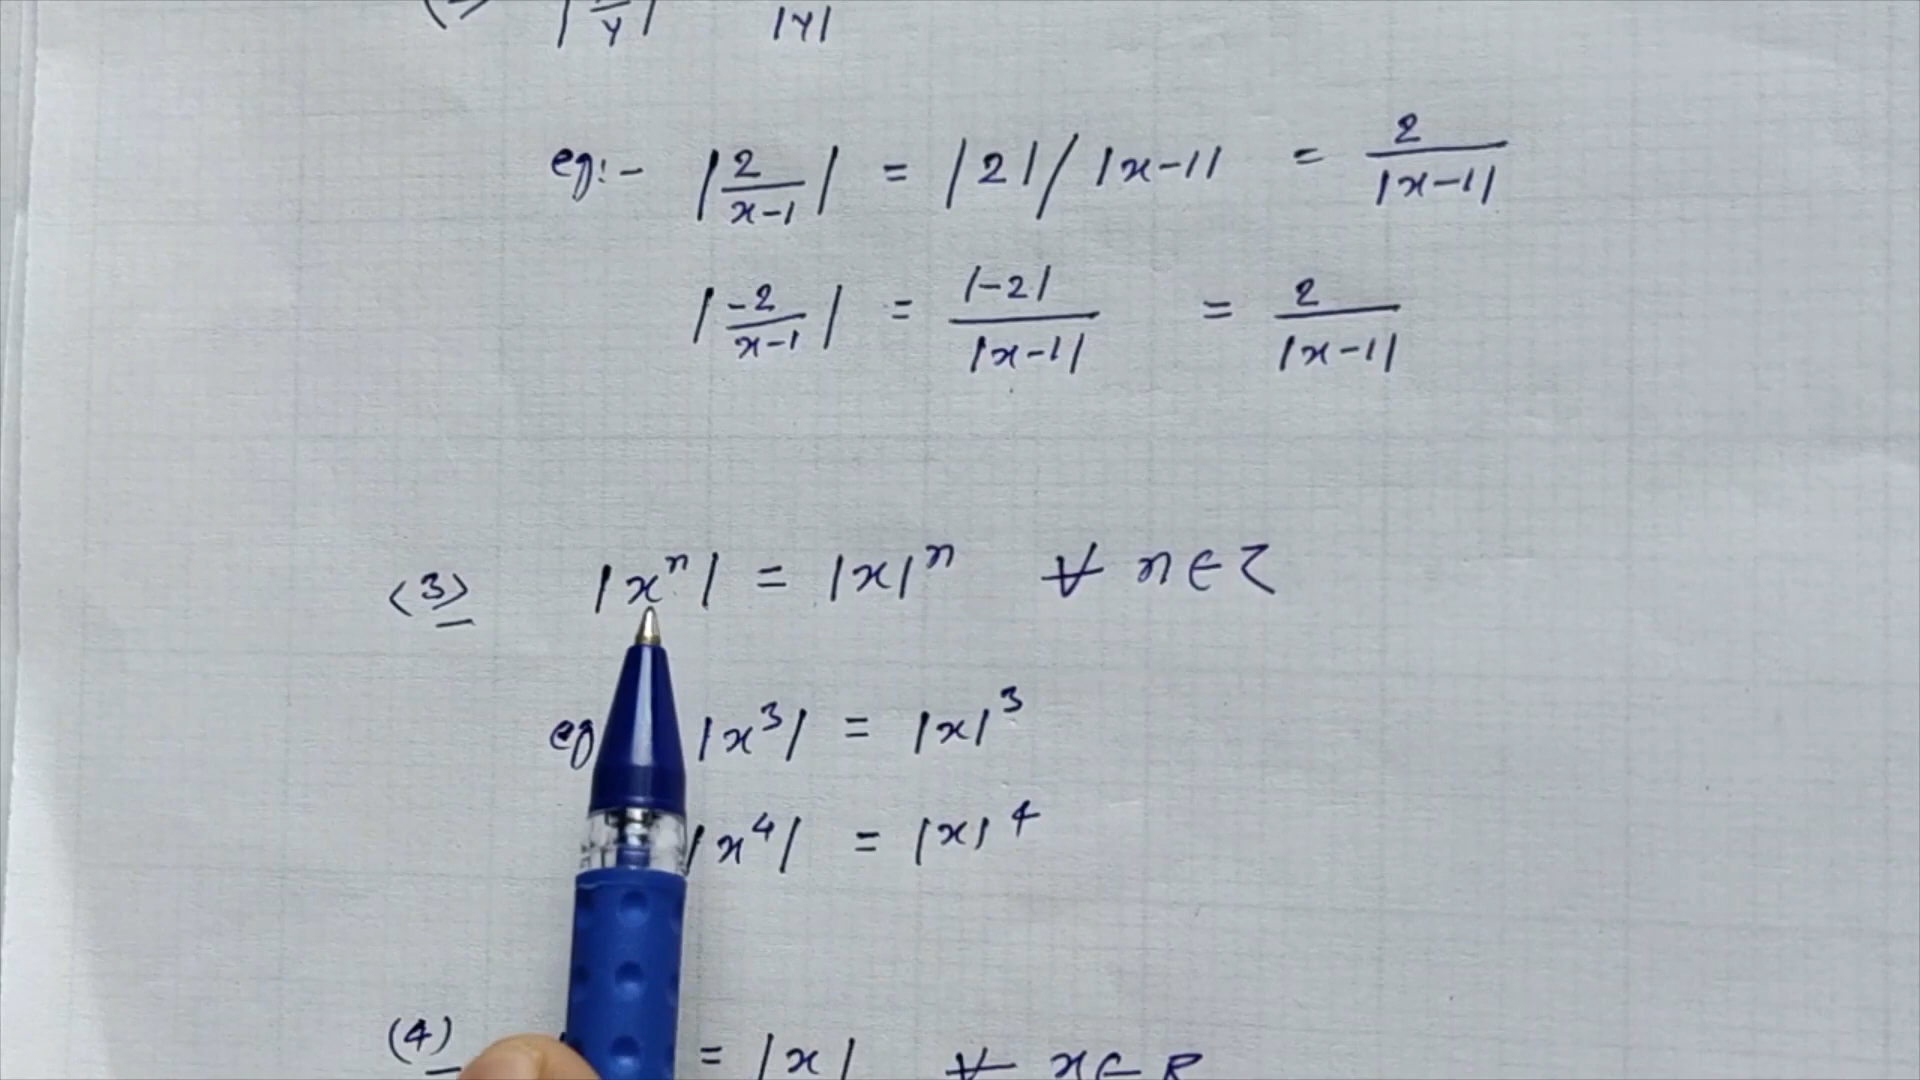 |/y| |y|
eg:- |2/(x-1)| = |2| / |x-1| = 2/|x-1|
|-2/(x-1)| = |-2|/|x-1| = 2/|x-1|
(3) |xⁿ| = |x|ⁿ ∀ n ∈ Z
eg |x³| = |x|³
|x⁴| = |x|⁴
(4) = |x| ∀ x ∈ R